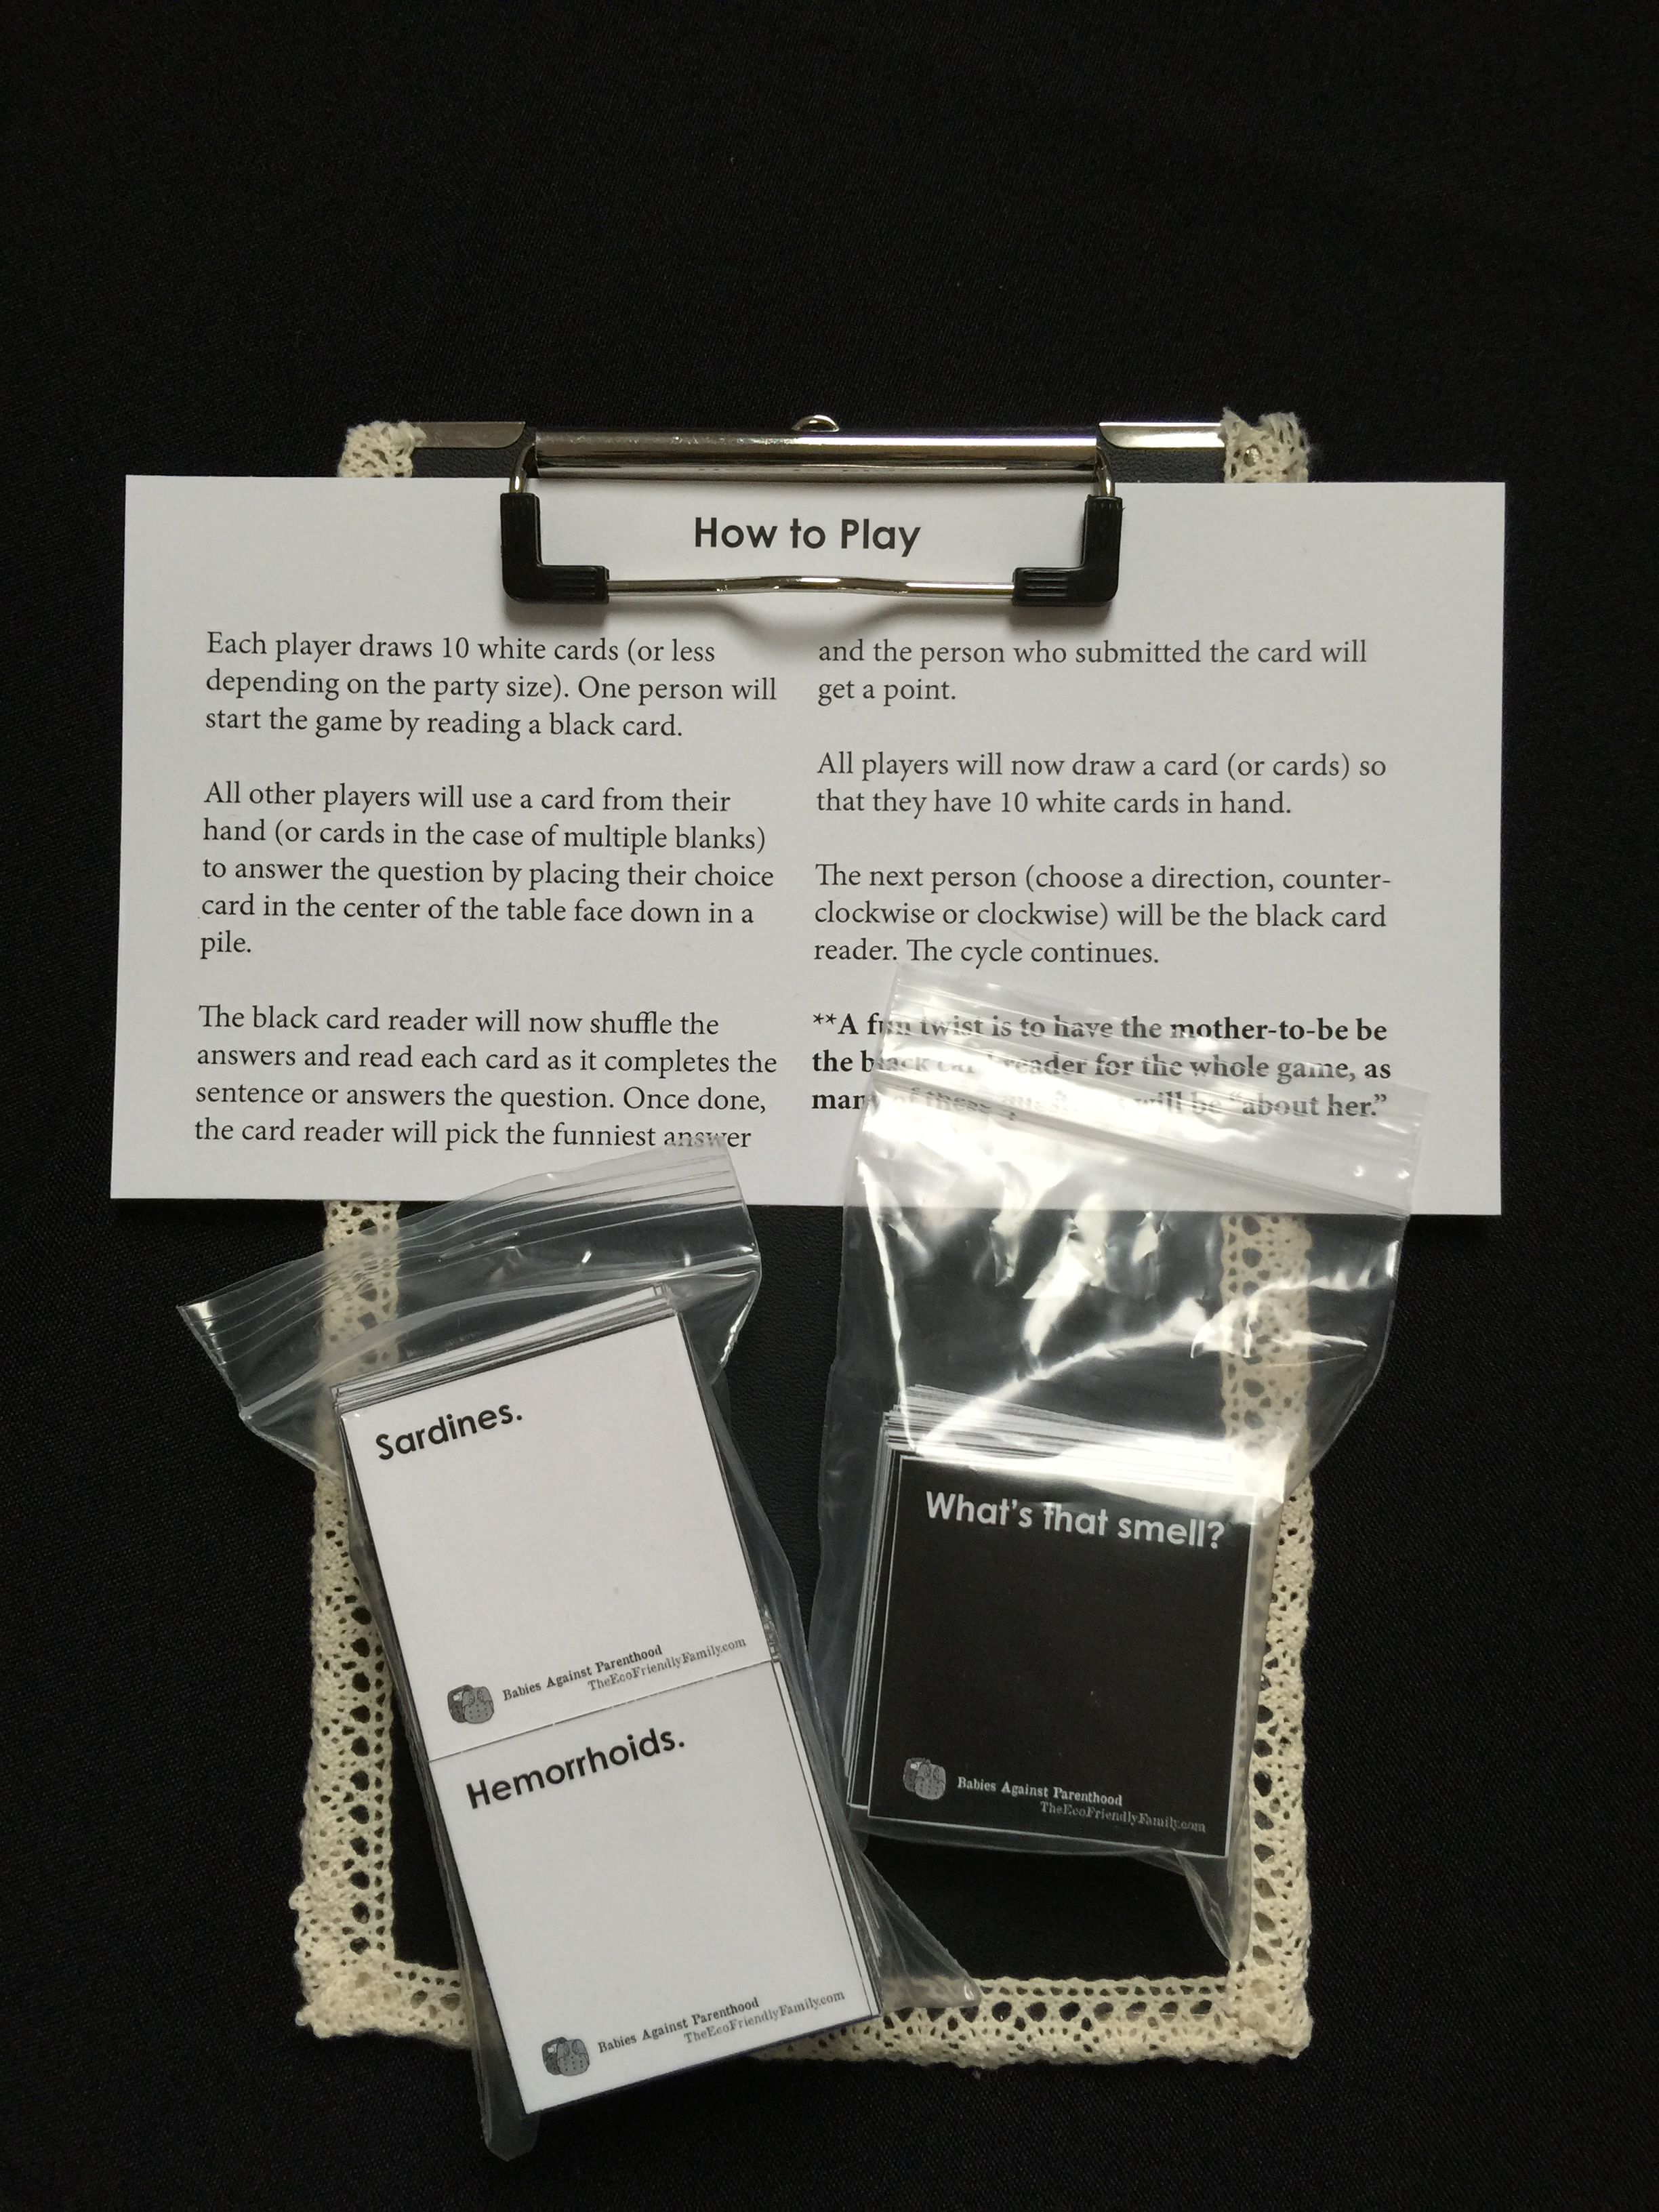 How to Play
Each player draws 10 white cards (or less
depending on the party size). One person will
start the game by reading a black card.
All other players will use a card from their
hand (or cards in the case of multiple blanks)
to answer the question by placing their choice
card in the center of the table face down in a
pile.
The black card reader will now shuffle the
answers and read each card as it completes the
sentence or answers the question. Once done,
the card reader will pick the funniest answer
and the person who submitted the card will
get a point.
All players will now draw a card (or cards) so
that they have 10 white cards in hand.
The next person (choose a direction, counter-
clockwise or clockwise) will be the black card
reader. The cycle continues.
**A fun twist is to have the mother-to-be be
the black card reader for the whole game, as
many of these questions will be “about her.”
Sardines.
Babies Against Parenthood
TheEcoFriendlyFamily.com
Hemorrhoids.
Babies Against Parenthood
TheEcoFriendlyFamily.com
What's that smell?
Babies Against Parenthood
TheEcoFriendlyFamily.com